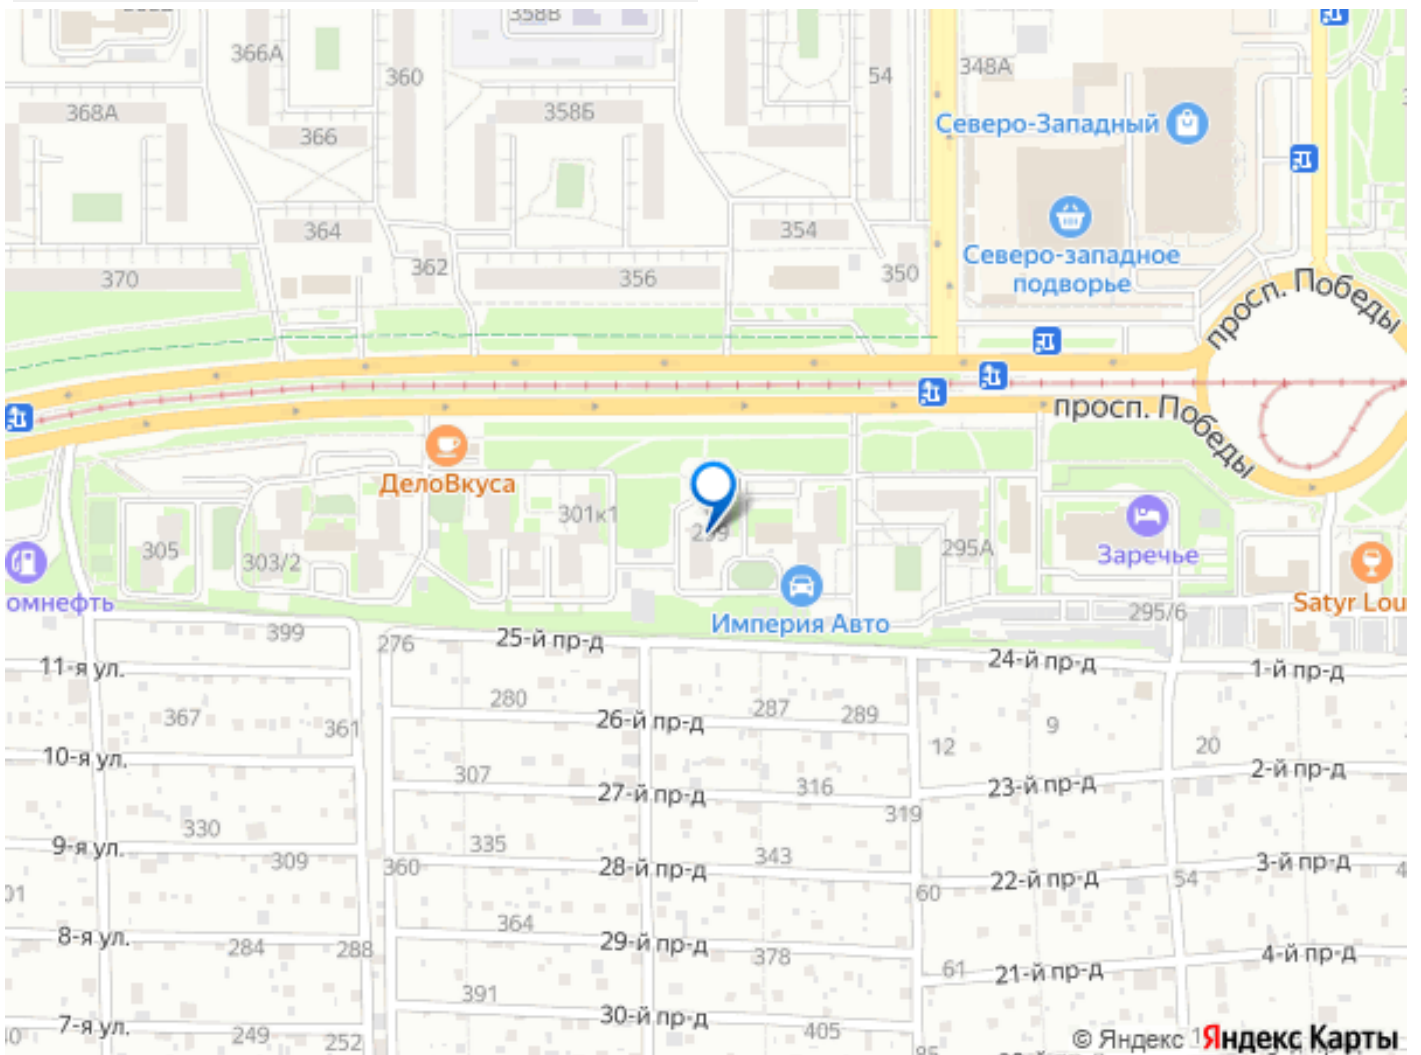 358В
366А
360
54
348А
368А
358Б
Северо-Западный
366
364
354
362
370
356
350
Северо-западное
подворье
просп. Победы
просп. Победы
ДелоВкуса
301к1
299
305
303/2
295А
Заречье
омнефть
Империя Авто
295/6
Satyr Lou
399
276
25-й пр-д
24-й пр-д
1-й пр-д
11-я ул.
280
367
361
26-й пр-д
287
289
12
9
20
10-я ул.
307
27-й пр-д
316
319
23-й пр-д
2-й пр-д
330
9-я ул.
309
335
360
28-й пр-д
343
22-й пр-д
60
54
3-й пр-д
8-я ул.
284
288
364
29-й пр-д
378
61
21-й пр-д
4-й пр-д
391
7-я ул.
249
252
30-й пр-д
405
© Яндекс
Яндекс Карты